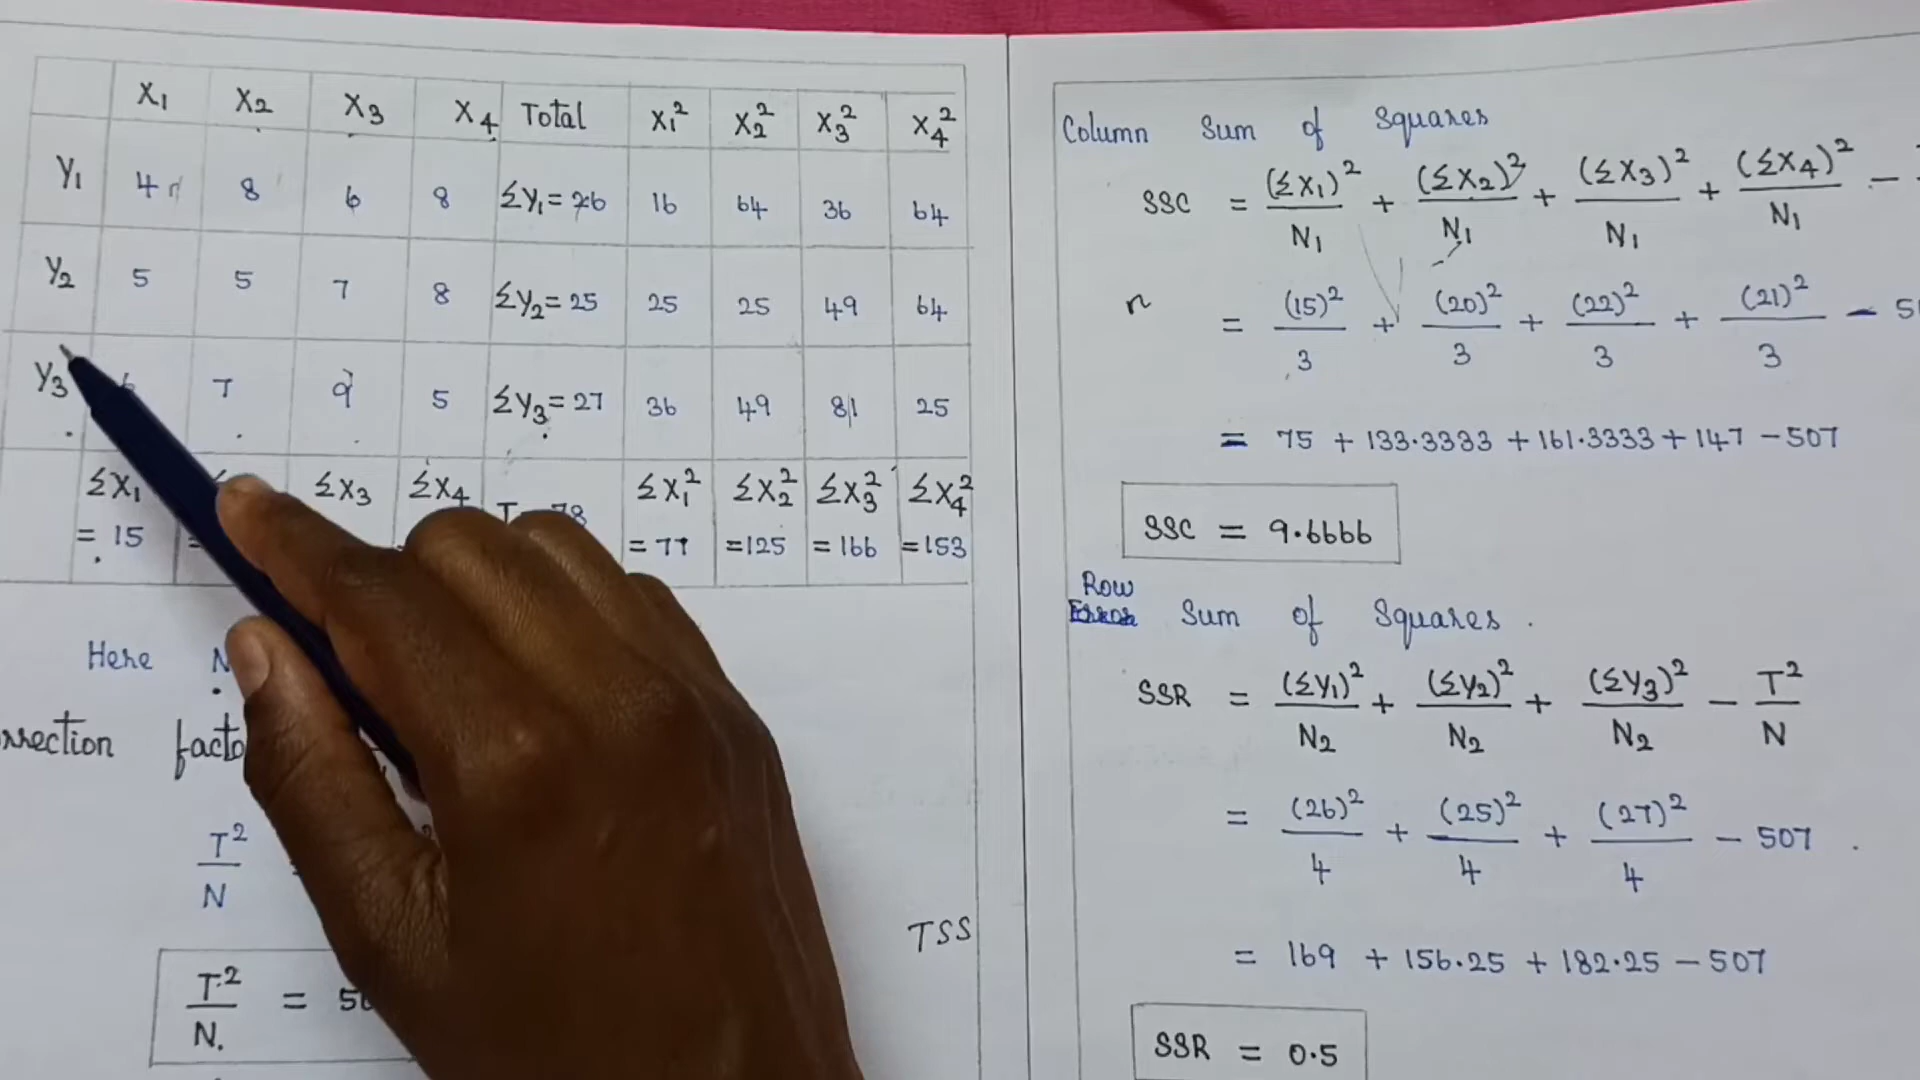 X1 X2 X3 X4 Total X1² X2² X3² X4²
Y1 4 8 6 8 ΣY1 = 26 16 64 36 64
Y2 5 5 7 8 ΣY2 = 25 25 25 49 64
Y3 7 9 5 ΣY3 = 27 36 49 81 25
ΣX1 ΣX3 ΣX4 ΣX1² ΣX2² ΣX3² ΣX4²
= 15 78 = 77 =125 = 166 =153
Here N
T²/N
TSS
T²/N =
Column Sum of Squares
SSC = (ΣX1)²/N1 + (ΣX2)²/N1 + (ΣX3)²/N1 + (ΣX4)²/N1 -
n = (15)²/3 + (20)²/3 + (22)²/3 + (21)²/3 -
= 75 + 133.3333 + 161.3333 + 147 - 507
SSC = 9.6666
Row
Sum of Squares.
SSR = (ΣY1)²/N2 + (ΣY2)²/N2 + (ΣY3)²/N2 - T²/N
= (26)²/4 + (25)²/4 + (27)²/4 - 507.
= 169 + 156.25 + 182.25 - 507
SSR = 0.5